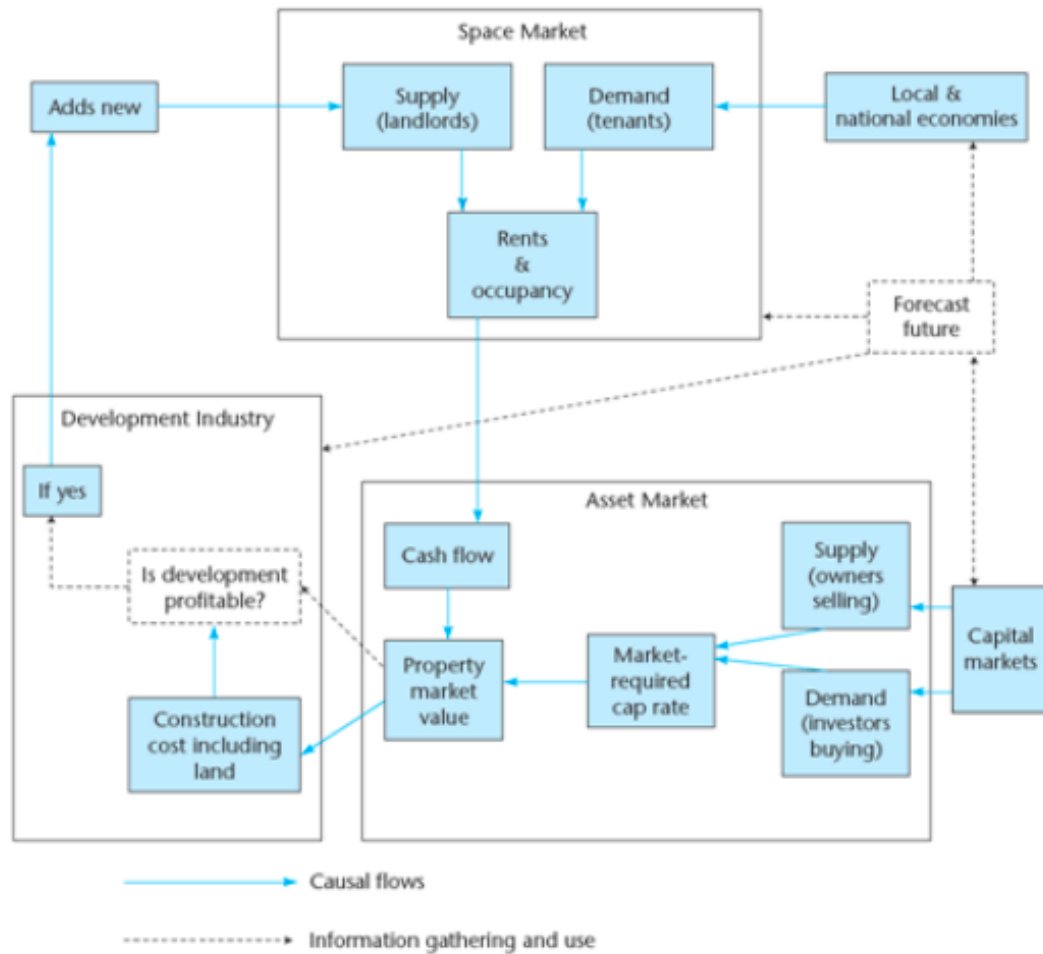 Space Market
Adds new
Supply
(landlords)
Demand
(tenants)
Local &
national economies
Rents
&
occupancy
Forecast
future
Development Industry
If yes
Is development
profitable?
Construction
cost including
land
Asset Market
Cash flow
Property
market
value
Market-
required
cap rate
Supply
(owners
selling)
Demand
(investors
buying)
Capital
markets
Causal flows
Information gathering and use